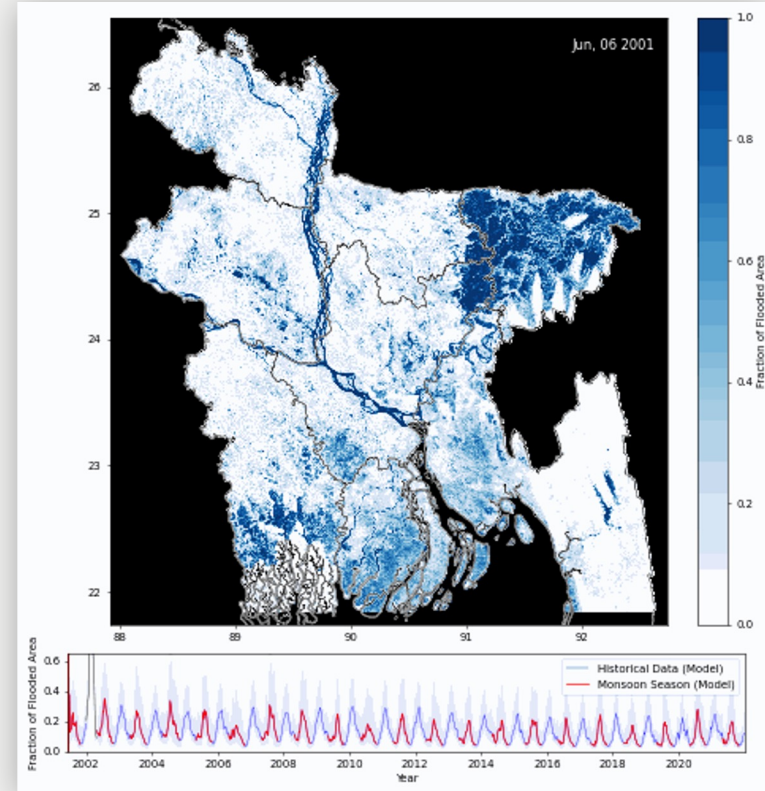 Jun, 06 2001
1.0
0.8
0.6
0.4
0.2
0.0
Fraction of Flooded Area
26
25
24
23
22
88 89 90 91 92
Fraction of Flooded Area
0.6
0.4
0.2
0.0
Historical Data (Model)
Monsoon Season (Model)
2002 2004 2006 2008 2010 2012 2014 2016 2018 2020
Year